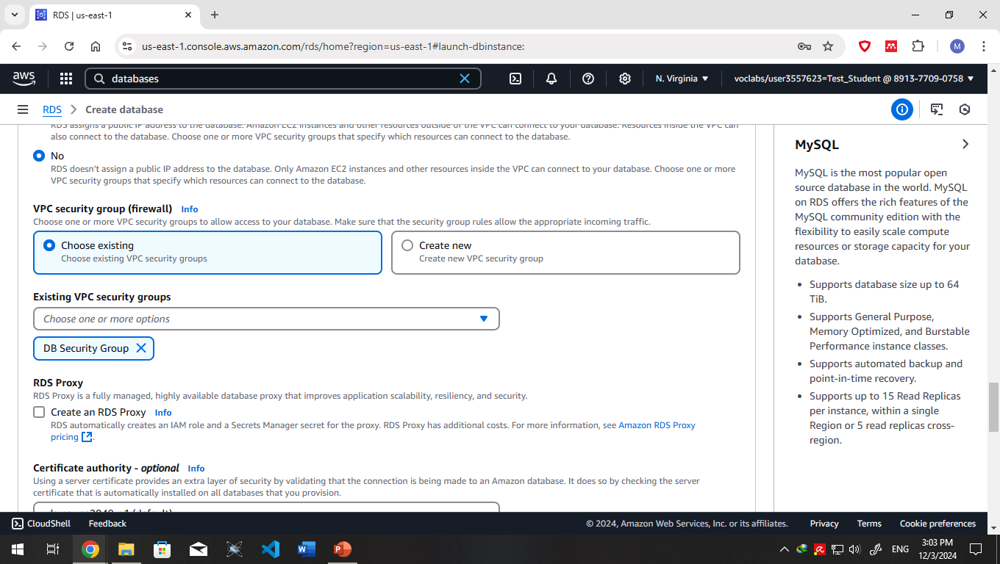 RDS | us-east-1
us-east-1.console.aws.amazon.com/rds/home?region=us-east-1#launch-dbinstance:
M
aws
databases
N. Virginia
voclabs/user3557623=Test_Student @ 8913-7709-0758
RDS
Create database
RDS assigns a public IP address to the database. Amazon EC2 instances and other resources outside of the VPC can connect to your database. Resources inside the VPC can
also connect to the database. Choose one or more VPC security groups that specify which resources can connect to the database.
No
RDS doesn't assign a public IP address to the database. Only Amazon EC2 instances and other resources inside the VPC can connect to your database. Choose one or more
VPC security groups that specify which resources can connect to the database.
VPC security group (firewall) Info
Choose one or more VPC security groups to allow access to your database. Make sure that the security group rules allow the appropriate incoming traffic.
Choose existing
Choose existing VPC security groups
Create new
Create new VPC security group
Existing VPC security groups
Choose one or more options
DB Security Group
RDS Proxy
RDS Proxy is a fully managed, highly available database proxy that improves application scalability, resiliency, and security.
Create an RDS Proxy Info
RDS automatically creates an IAM role and a Secrets Manager secret for the proxy. RDS Proxy has additional costs. For more information, see Amazon RDS Proxy
pricing.
Certificate authority - optional Info
Using a server certificate provides an extra layer of security by validating that the connection is being made to an Amazon database. It does so by checking the server
certificate that is automatically installed on all databases that you provision.
(default)
MySQL
MySQL is the most popular open
source database in the world. MySQL
on RDS offers the rich features of the
MySQL community edition with the
flexibility to easily scale compute
resources or storage capacity for your
database.
• Supports database size up to 64
TiB.
• Supports General Purpose,
Memory Optimized, and Burstable
Performance instance classes.
• Supports automated backup and
point-in-time recovery.
• Supports up to 15 Read Replicas
per instance, within a single
Region or 5 read replicas cross-
region.
CloudShell
Feedback
© 2024, Amazon Web Services, Inc. or its affiliates.
Privacy
Terms
Cookie preferences
ENG
3:03 PM
12/3/2024